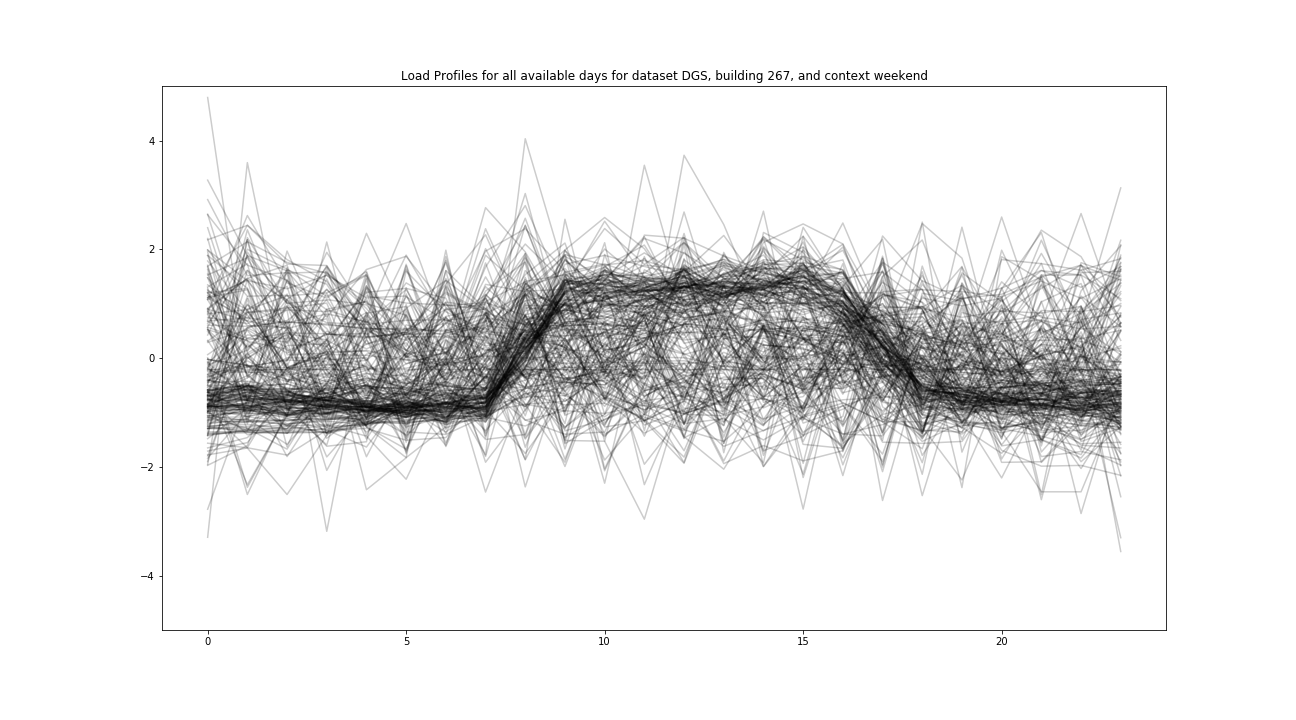 Load Profiles for all available days for dataset DGS, building 267, and context weekend
4
2
0
−2
−4
0 5 10 15 20